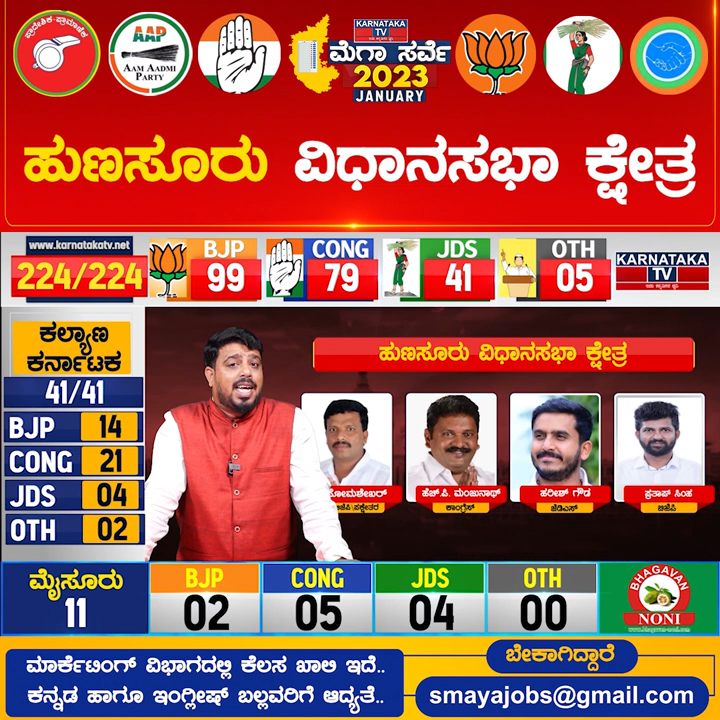 ಪ್ರಾದೇಶಿಕ-ಪ್ರಾಮಾಣಿಕ
AAP
AAM AADMI
PARTY
KARNATAKA
TV
ಮೆಗಾ ಸರ್ವೆ
2023
JANUARY
ಹುಣಸೂರು ವಿಧಾನಸಭಾ ಕ್ಷೇತ್ರ
www.karnatakatv.net
224/224
BJP
99
CONG
79
JDS
41
OTH
05
KARNATAKA
TV
ಕಲ್ಯಾಣ
ಕರ್ನಾಟಕ
41/41
BJP 14
CONG 21
JDS 04
OTH 02
ಹುಣಸೂರು ವಿಧಾನಸಭಾ ಕ್ಷೇತ್ರ
ಹೆಚ್.ಪಿ. ಮಂಜುನಾಥ್
ಕಾಂಗ್ರೆಸ್
ಹರೀಶ್ ಗೌಡ
ಜೆಡಿಎಸ್
ಪ್ರತಾಪ್ ಸಿಂಹ
ಬಿಜೆಪಿ
ಮೈಸೂರು
11
BJP
02
CONG
05
JDS
04
OTH
00
BHAGAVAN
NONI
ಮಾರ್ಕೆಟಿಂಗ್ ವಿಭಾಗದಲ್ಲಿ ಕೆಲಸ ಖಾಲಿ ಇದೆ..
ಕನ್ನಡ ಹಾಗೂ ಇಂಗ್ಲೀಷ್ ಬಲ್ಲವರಿಗೆ ಆದ್ಯತೆ..
ಬೇಕಾಗಿದ್ದಾರೆ
smayajobs@gmail.com